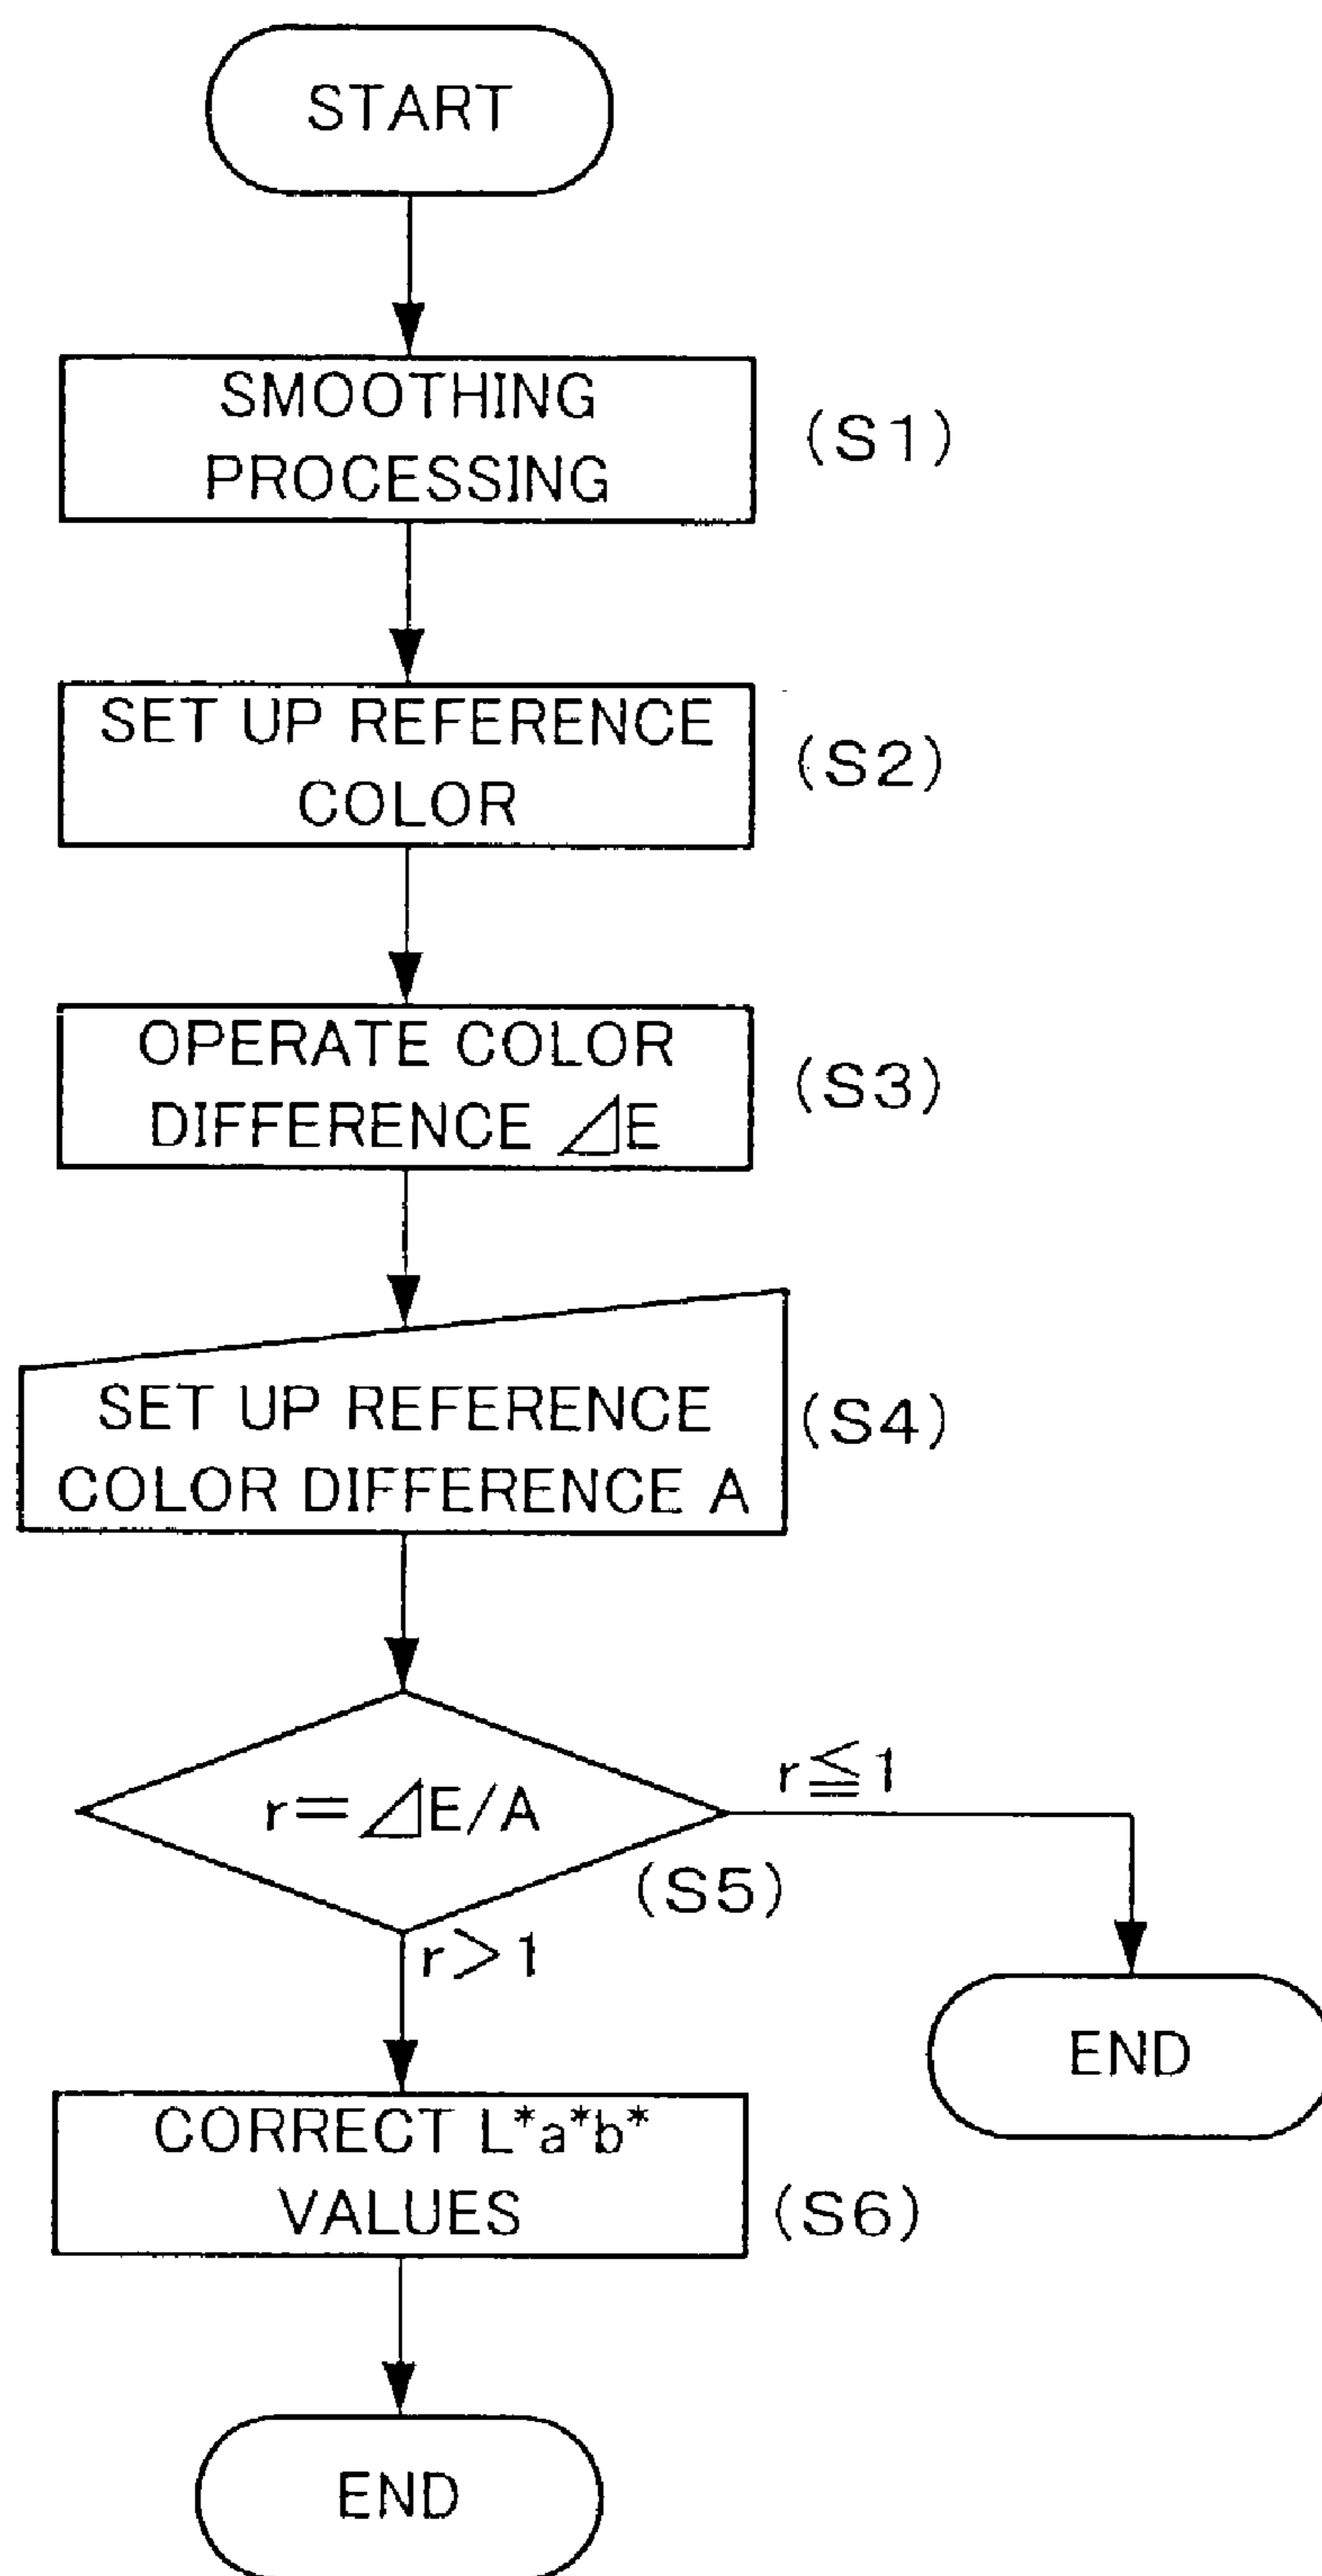 START
SMOOTHING
PROCESSING
(S1)
SET UP REFERENCE
COLOR
(S2)
OPERATE COLOR
DIFFERENCE ⊿E
(S3)
SET UP REFERENCE
COLOR DIFFERENCE A
(S4)
r≦1
r=⊿E/A
(S5)
r>1
END
CORRECT L*a*b*
VALUES
(S6)
END